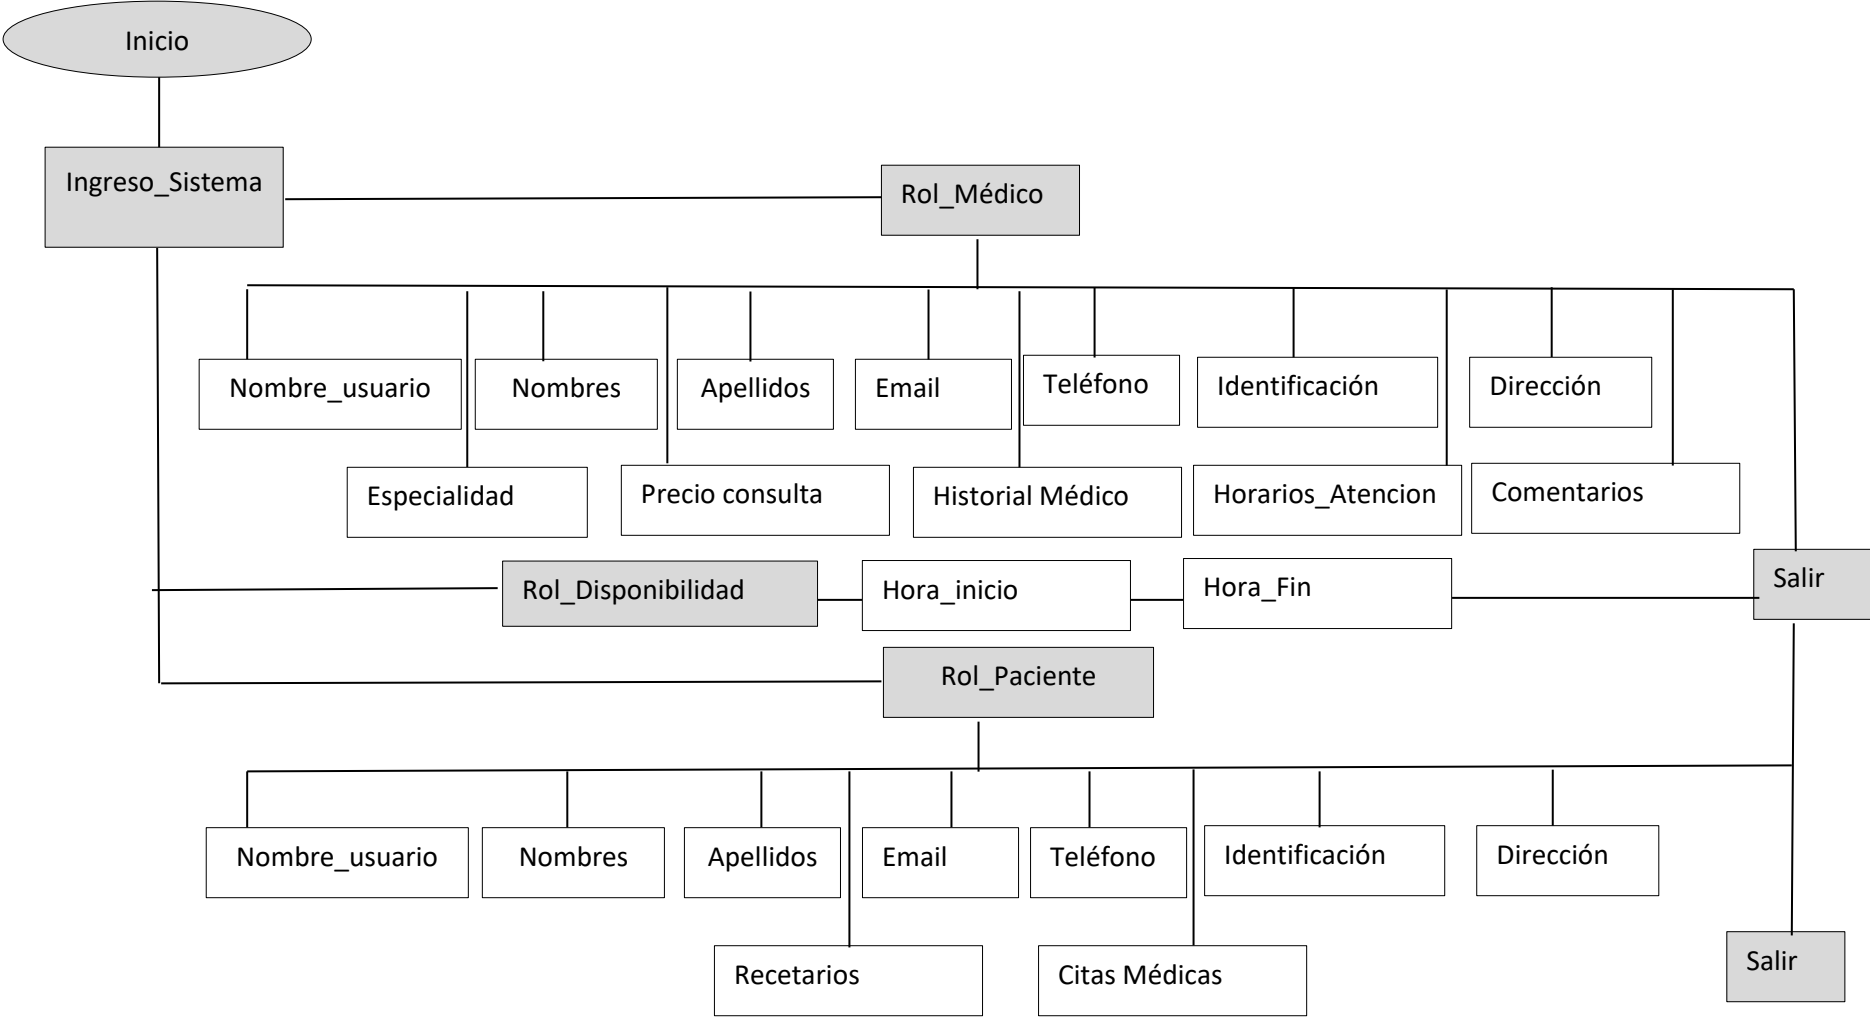 Inicio
Ingreso_Sistema
Rol_Médico
Nombre_usuario
Nombres
Apellidos
Email
Teléfono
Identificación
Dirección
Especialidad
Precio consulta
Historial Médico
Horarios_Atencion
Comentarios
Rol_Disponibilidad
Hora_inicio
Hora_Fin
Salir
Rol_Paciente
Nombre_usuario
Nombres
Apellidos
Email
Teléfono
Identificación
Dirección
Recetarios
Citas Médicas
Salir